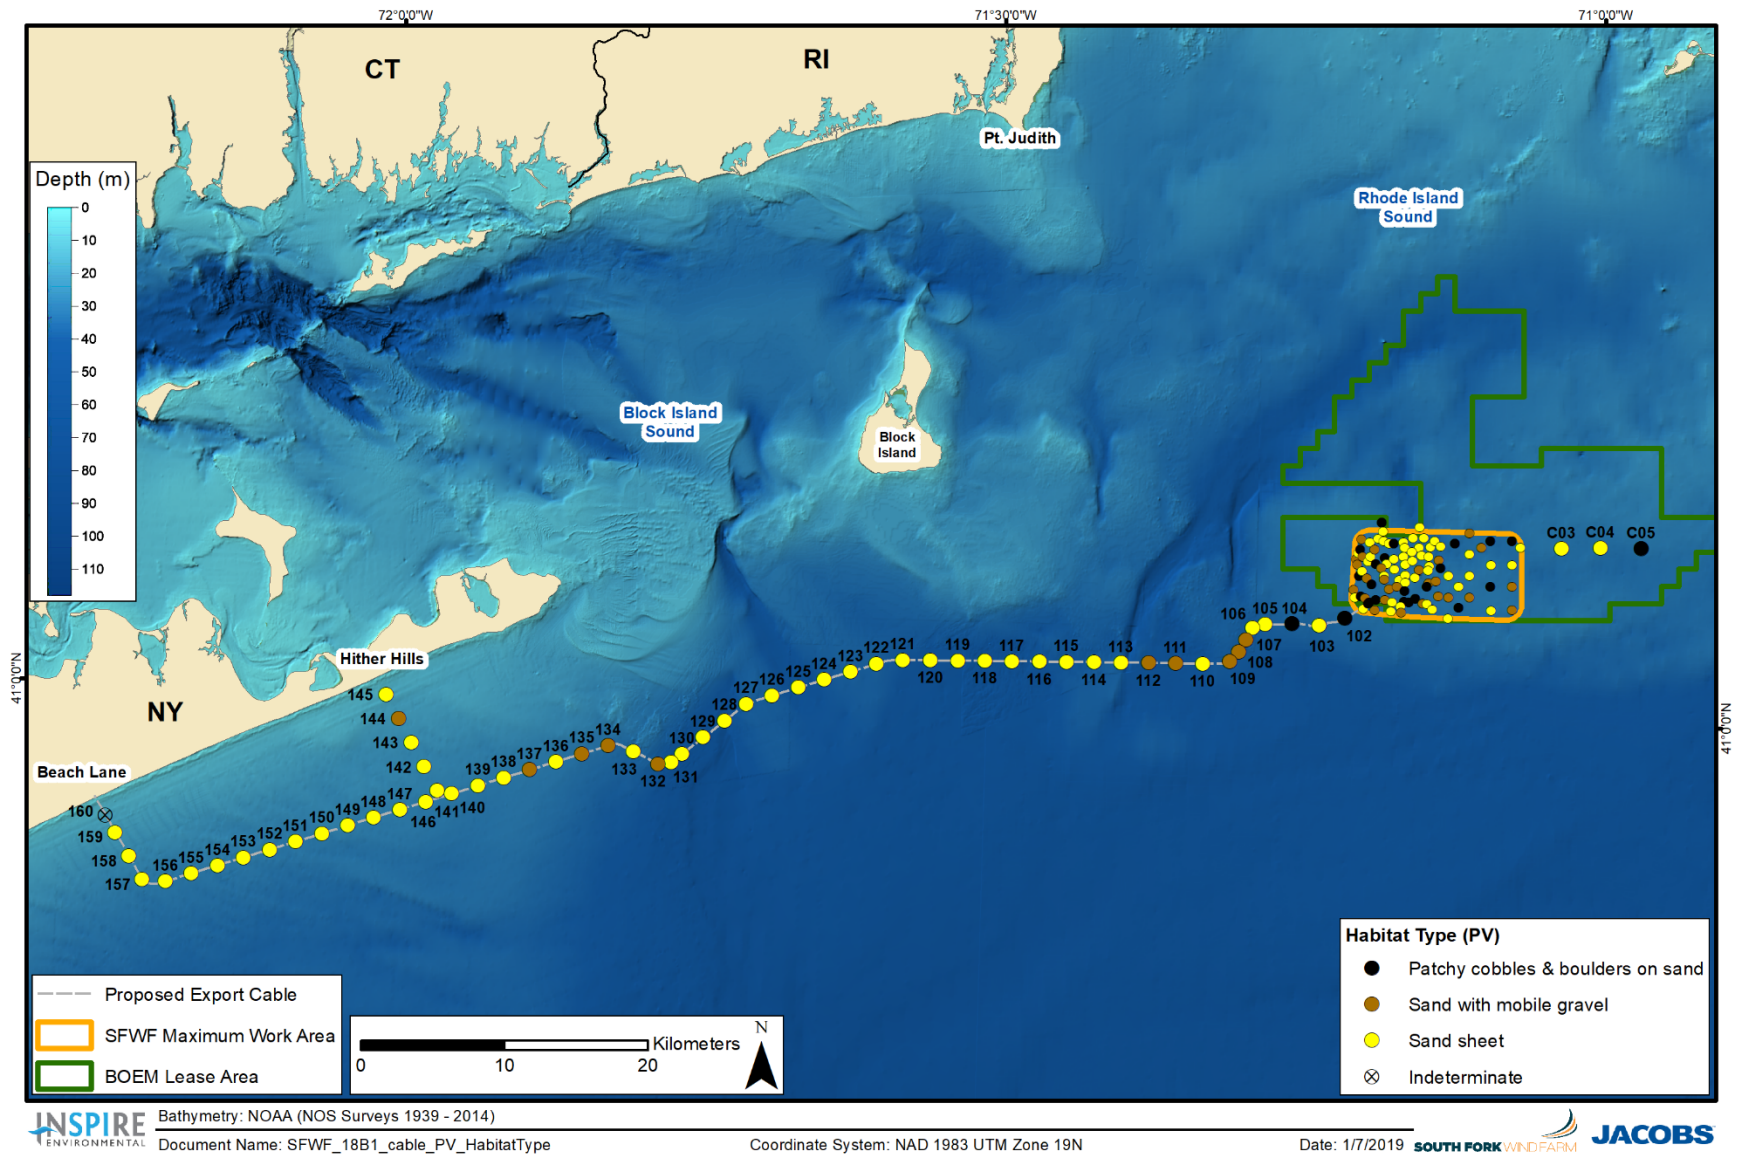 72°0'0"W
71°30'0"W
71°0'0"W
CT
RI
Pt. Judith
Depth (m)
0
10
20
30
40
50
60
70
80
90
100
110
Rhode Island
Sound
Block Island
Sound
Block
Island
C03
C04
C05
106
105
104
102
103
107
108
109
122
121
119
117
115
113
111
120
118
116
114
112
110
123
124
125
126
127
128
129
130
131
132
133
134
135
136
137
138
139
140
141
146
147
148
149
150
151
152
153
154
155
156
157
158
159
160
Hither Hills
145
144
143
142
NY
Beach Lane
41°0'0"N
41°0'0"N
Proposed Export Cable
SFWF Maximum Work Area
BOEM Lease Area
N
Kilometers
0
10
20
Habitat Type (PV)
Patchy cobbles & boulders on sand
Sand with mobile gravel
Sand sheet
Indeterminate
INSPIRE
ENVIRONMENTAL
Bathymetry: NOAA (NOS Surveys 1939 - 2014)
Document Name: SFWF_18B1_cable_PV_HabitatType
Coordinate System: NAD 1983 UTM Zone 19N
Date: 1/7/2019
SOUTH FORK WIND FARM
JACOBS